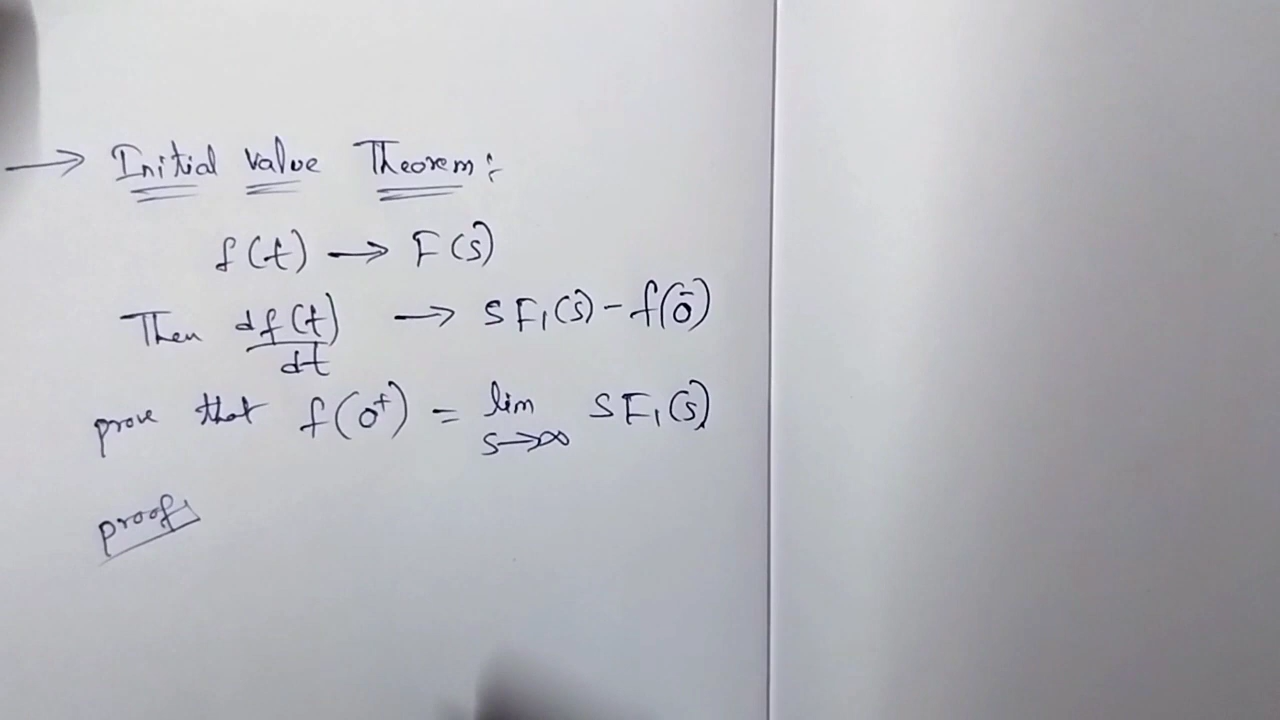 → Initial value Theorem:
f(t) → F(s)
Then df(t)/dt → SF₁(s) - f(0⁻)
prove that f(0⁺) = lim s→∞ SF₁(s)
proof